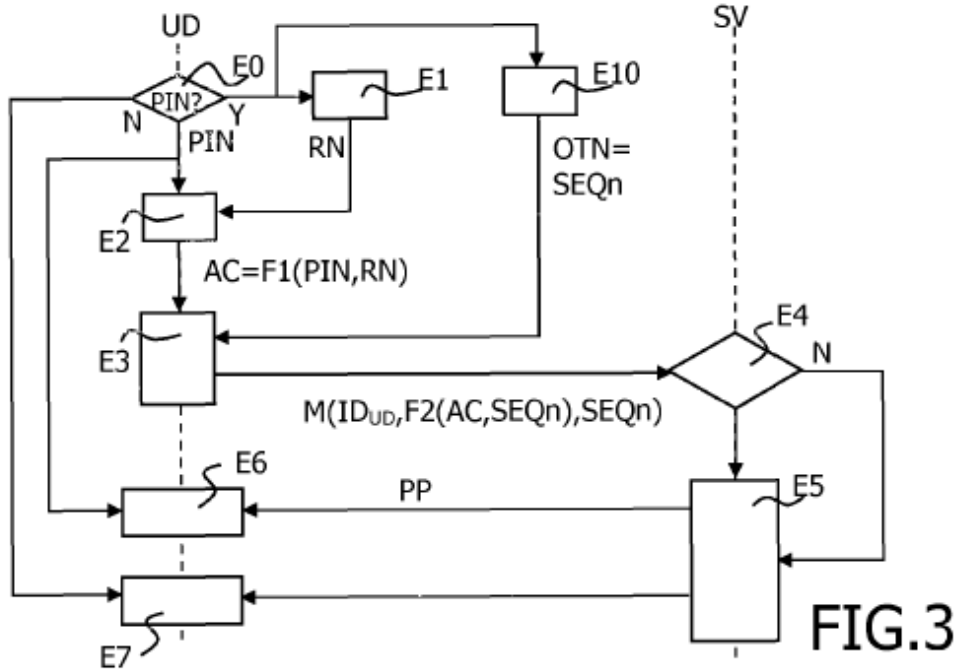 UD
SV
E0
E1
E10
PIN?
N
Y
PIN
RN
OTN=
SEQn
E2
AC=F1(PIN,RN)
E3
E4
N
M(ID_UD,F2(AC,SEQn),SEQn)
E6
PP
E5
E7
FIG.3